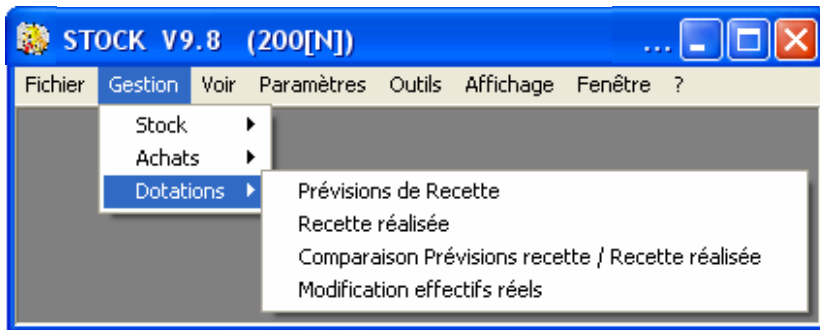 STOCK V9.8 (200[N]) ...
Fichier Gestion Voir Paramètres Outils Affichage Fenêtre ?
Stock
Achats
Dotations
Prévisions de Recette
Recette réalisée
Comparaison Prévisions recette / Recette réalisée
Modification effectifs réels